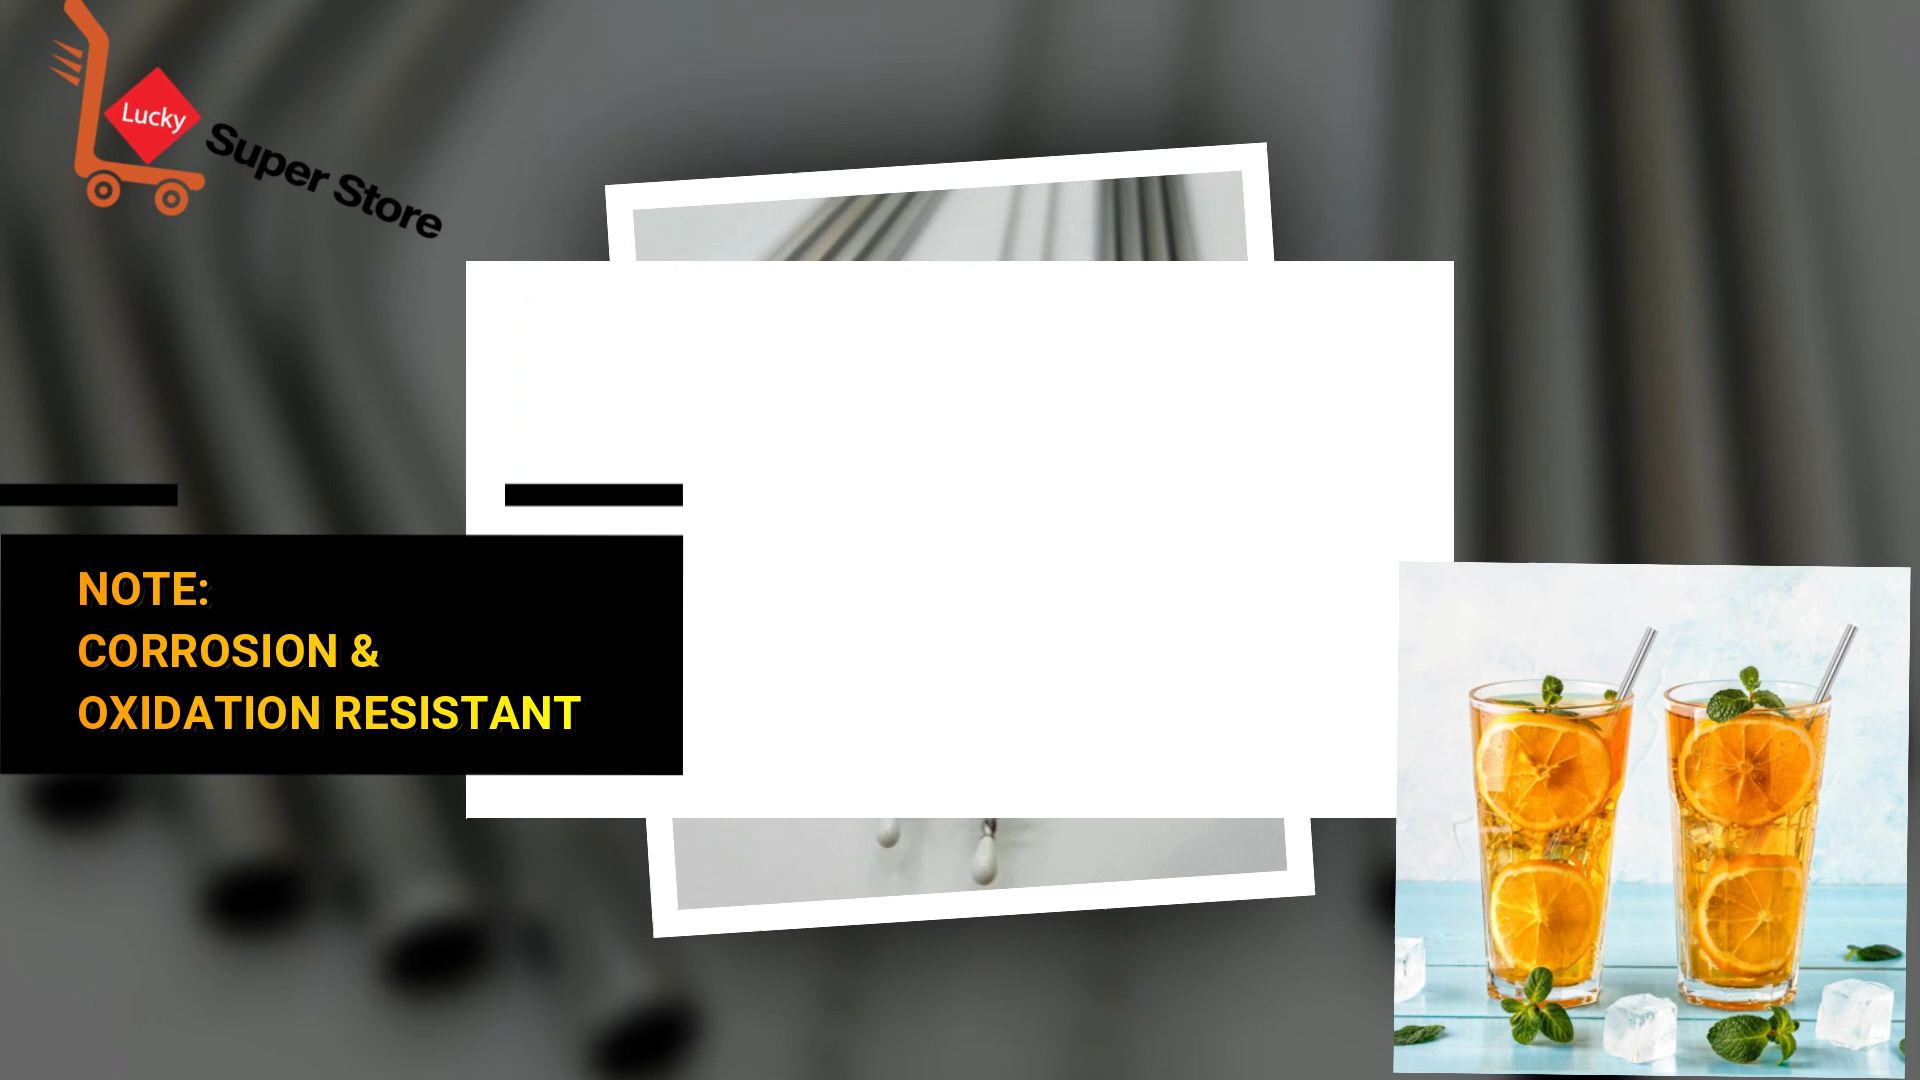 Lucky
Super Store
NOTE:
CORROSION &
OXIDATION RESISTANT